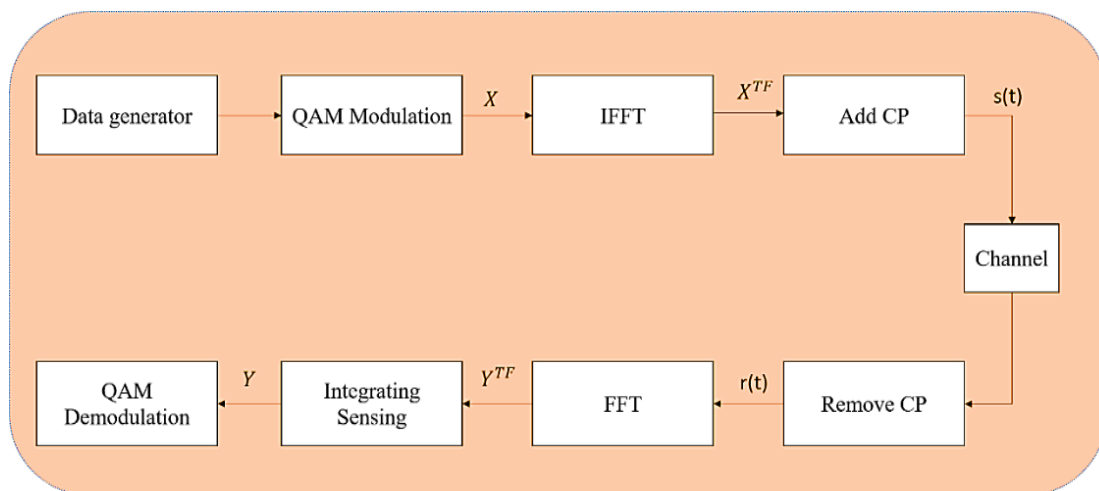 Data generator
QAM Modulation
X
IFFT
X^{TF}
Add CP
s(t)
Channel
QAM
Demodulation
Y
Integrating
Sensing
Y^{TF}
FFT
r(t)
Remove CP